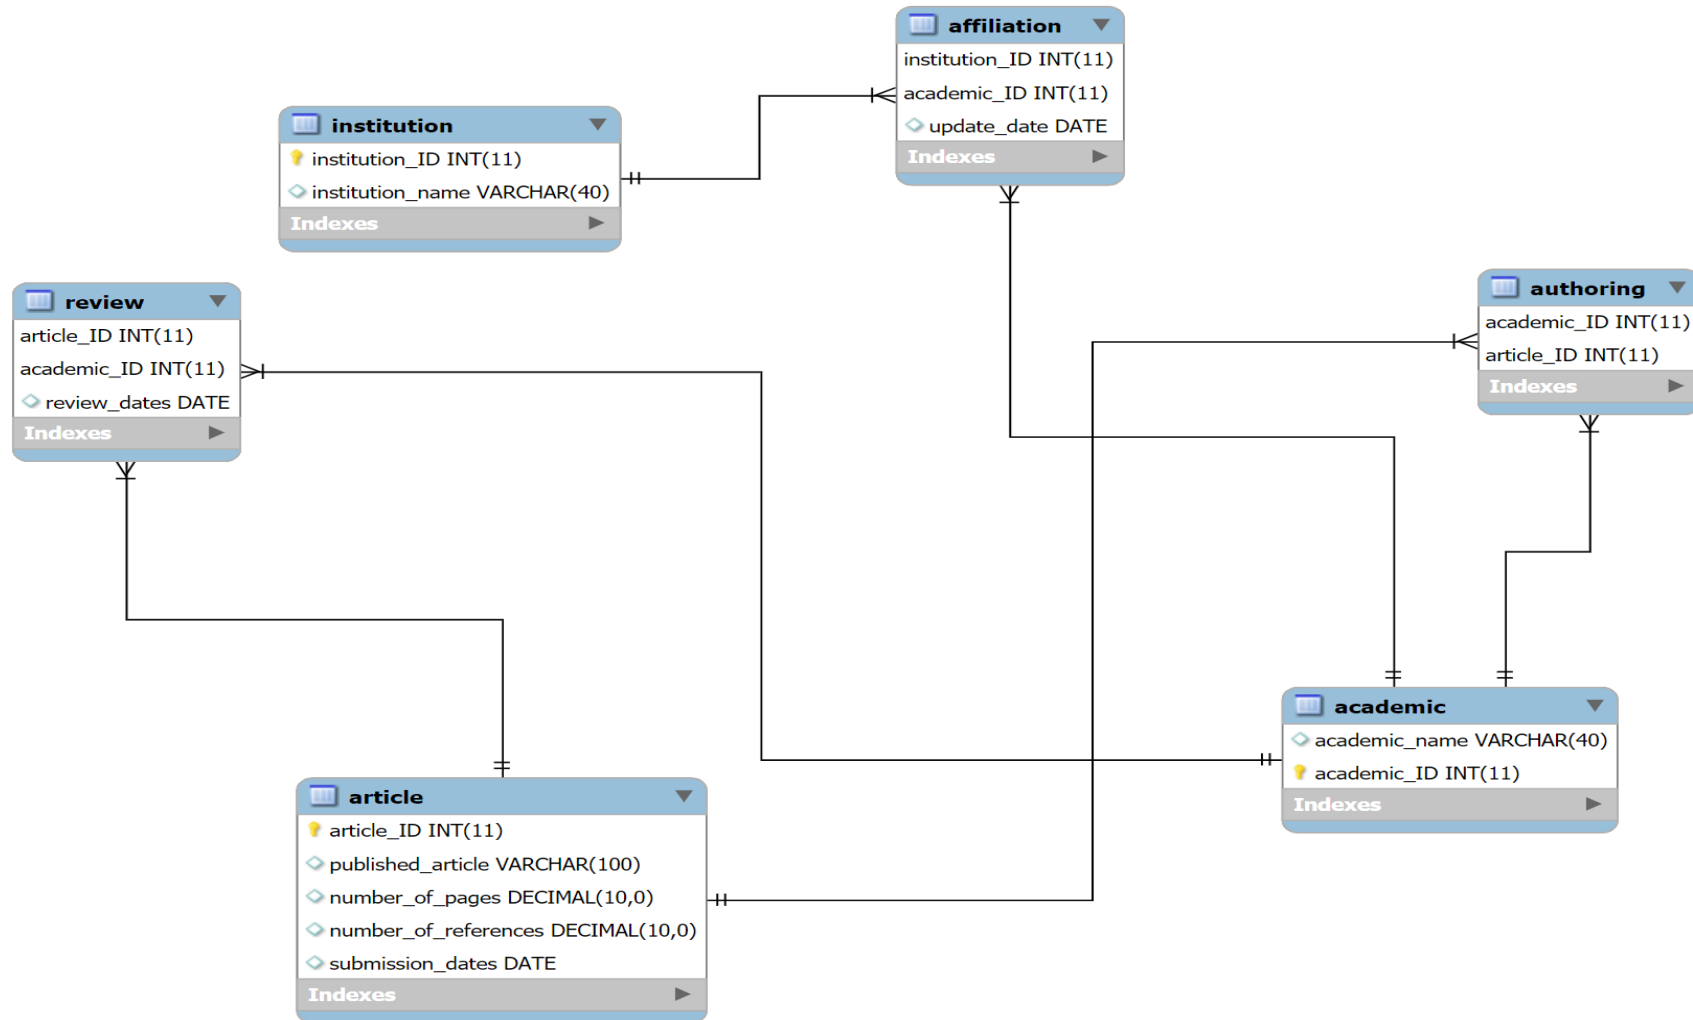 affiliation
institution_ID INT(11)
academic_ID INT(11)
update_date DATE
Indexes
institution
institution_ID INT(11)
institution_name VARCHAR(40)
Indexes
review
article_ID INT(11)
academic_ID INT(11)
review_dates DATE
Indexes
authoring
academic_ID INT(11)
article_ID INT(11)
Indexes
academic
academic_name VARCHAR(40)
academic_ID INT(11)
Indexes
article
article_ID INT(11)
published_article VARCHAR(100)
number_of_pages DECIMAL(10,0)
number_of_references DECIMAL(10,0)
submission_dates DATE
Indexes